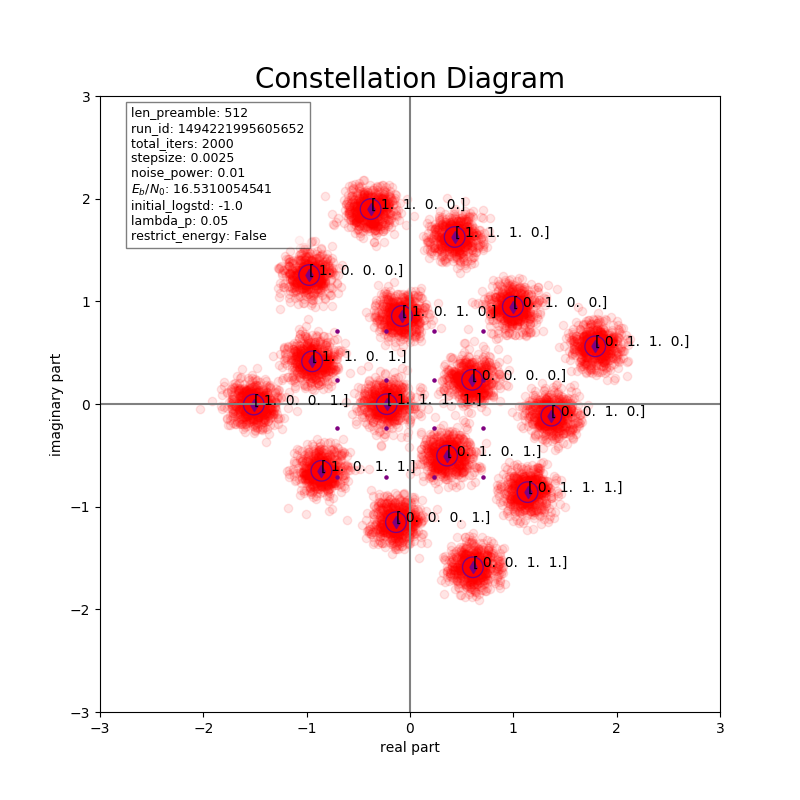 Constellation Diagram
3
len_preamble: 512
run_id: 1494221995605652
total_iters: 2000
stepsize: 0.0025
noise_power: 0.01
E_b/N_0: 16.5310054541
initial_logstd: -1.0
lambda_p: 0.05
restrict_energy: False
2
[ 1. 1. 0. 0.]
[ 1. 1. 1. 0.]
[ 1. 0. 0. 0.]
1
[ 1. 0. 1. 0.]
[ 0. 1. 0. 0.]
[ 0. 1. 1. 0.]
[ 1. 1. 0. 1.]
[ 0. 0. 0. 0.]
0
[ 1. 0. 0. 1.]
[ 1. 1. 1. 1.]
[ 0. 0. 1. 0.]
imaginary part
[ 0. 1. 0. 1.]
[ 1. 0. 1. 1.]
[ 0. 1. 1. 1.]
−1
[ 0. 0. 0. 1.]
[ 0. 0. 1. 1.]
−2
−3
−3 −2 −1 0 1 2 3
real part